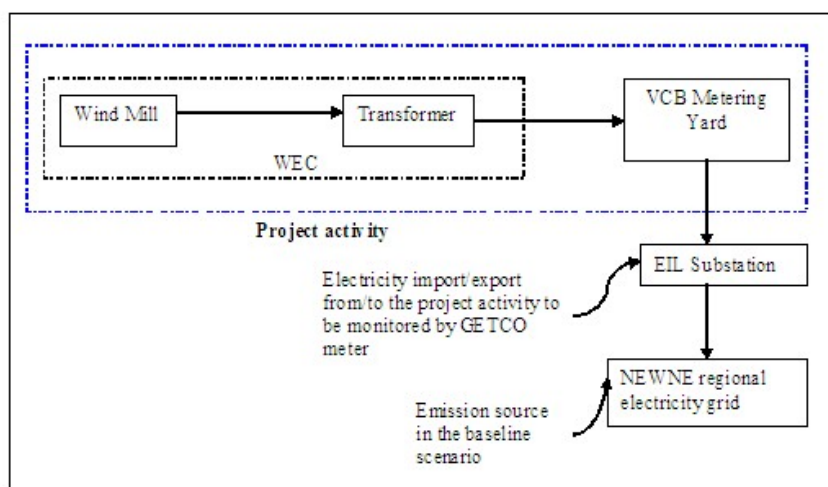 Wind Mill
Transformer
VCB Metering
Yard
WEC
Project activity
EIL Substation
Electricity import/export
from/to the project activity to
be monitored by GETCO
meter
NEWNE regional
electricity grid
Emission source
in the baseline
scenario